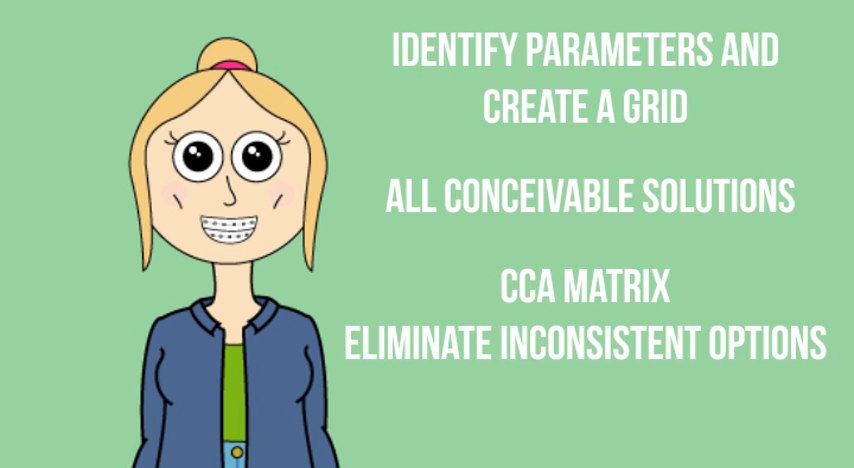 IDENTIFY PARAMETERS AND
CREATE A GRID
ALL CONCEIVABLE SOLUTIONS
CCA MATRIX
ELIMINATE INCONSISTENT OPTIONS